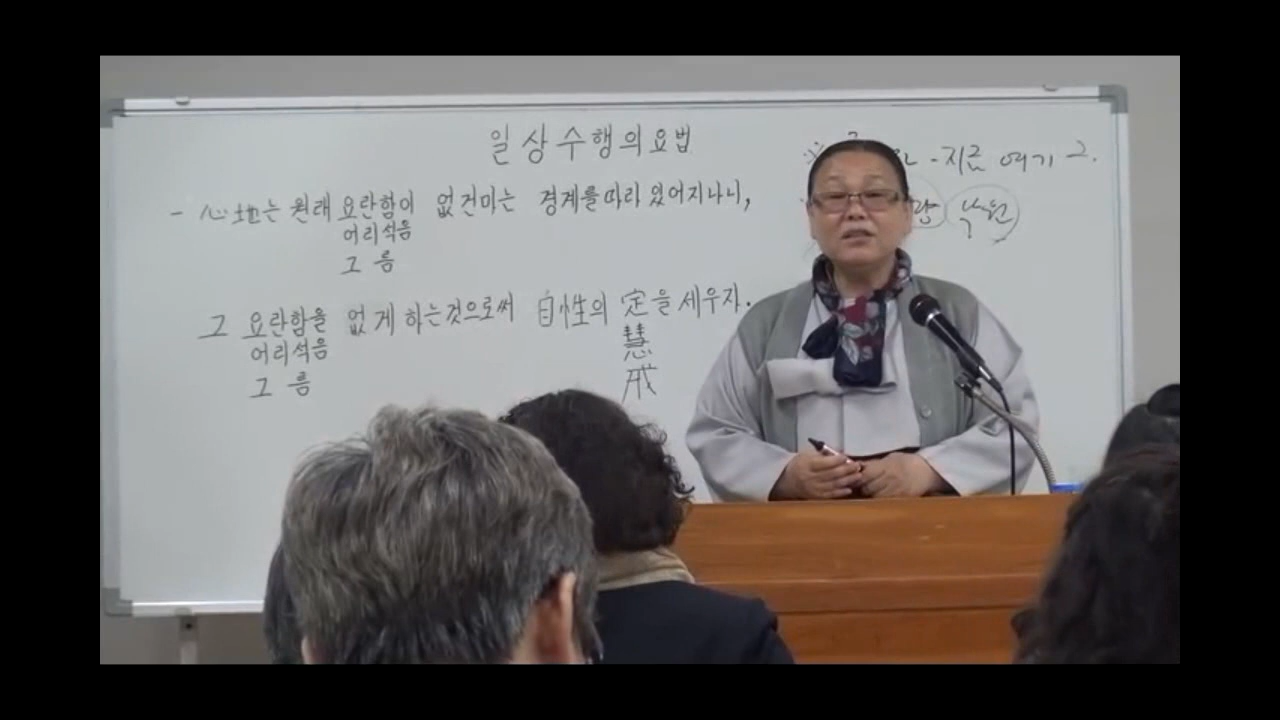 일상수행의요법
- 心地는 원래 요란함이 없건마는 경계를따라있어지나니,
어리석음
그 름
그 요란함을 없게 하는것으로써 自性의 定을 세우자.
어리석음 慧
그 름 戒
- 지금 여기 그.